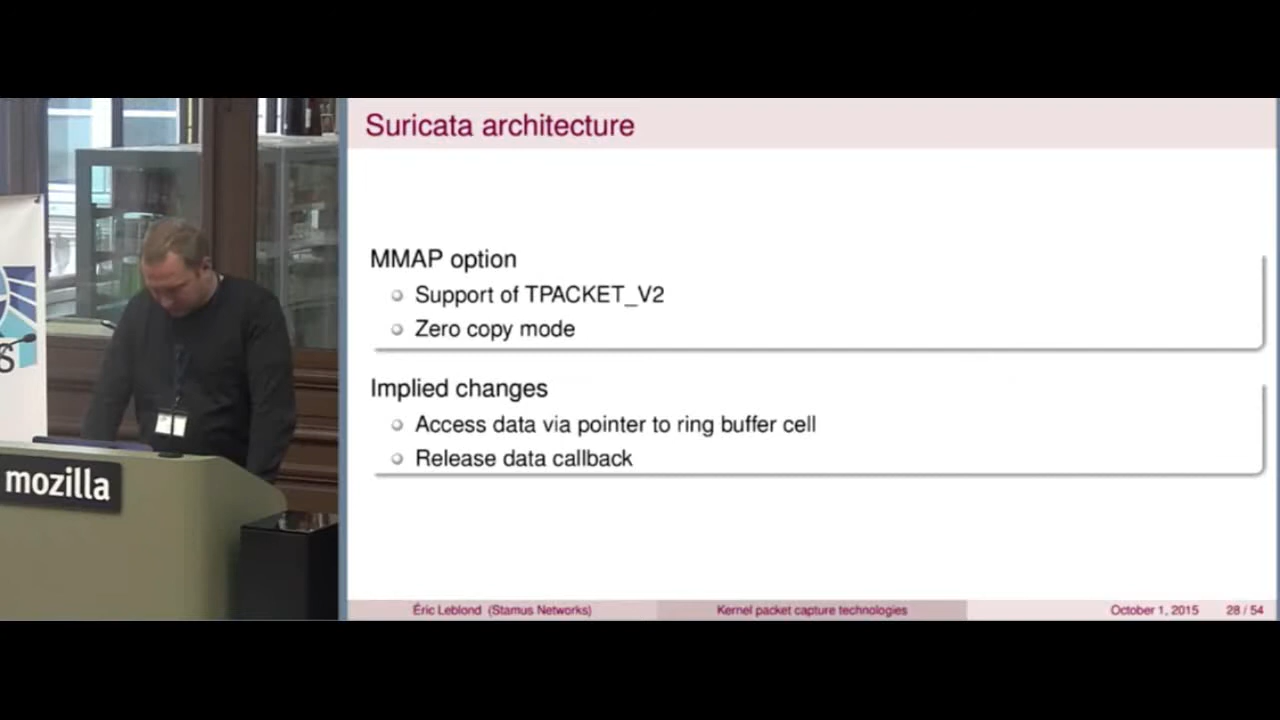 Suricata architecture
MMAP option
Support of TPACKET_V2
Zero copy mode
Implied changes
Access data via pointer to ring buffer cell
Release data callback
6
mozilla
Éric Leblond (Stamus Networks)
Kernel packet capture technologies
October 1, 2015
28 / 54